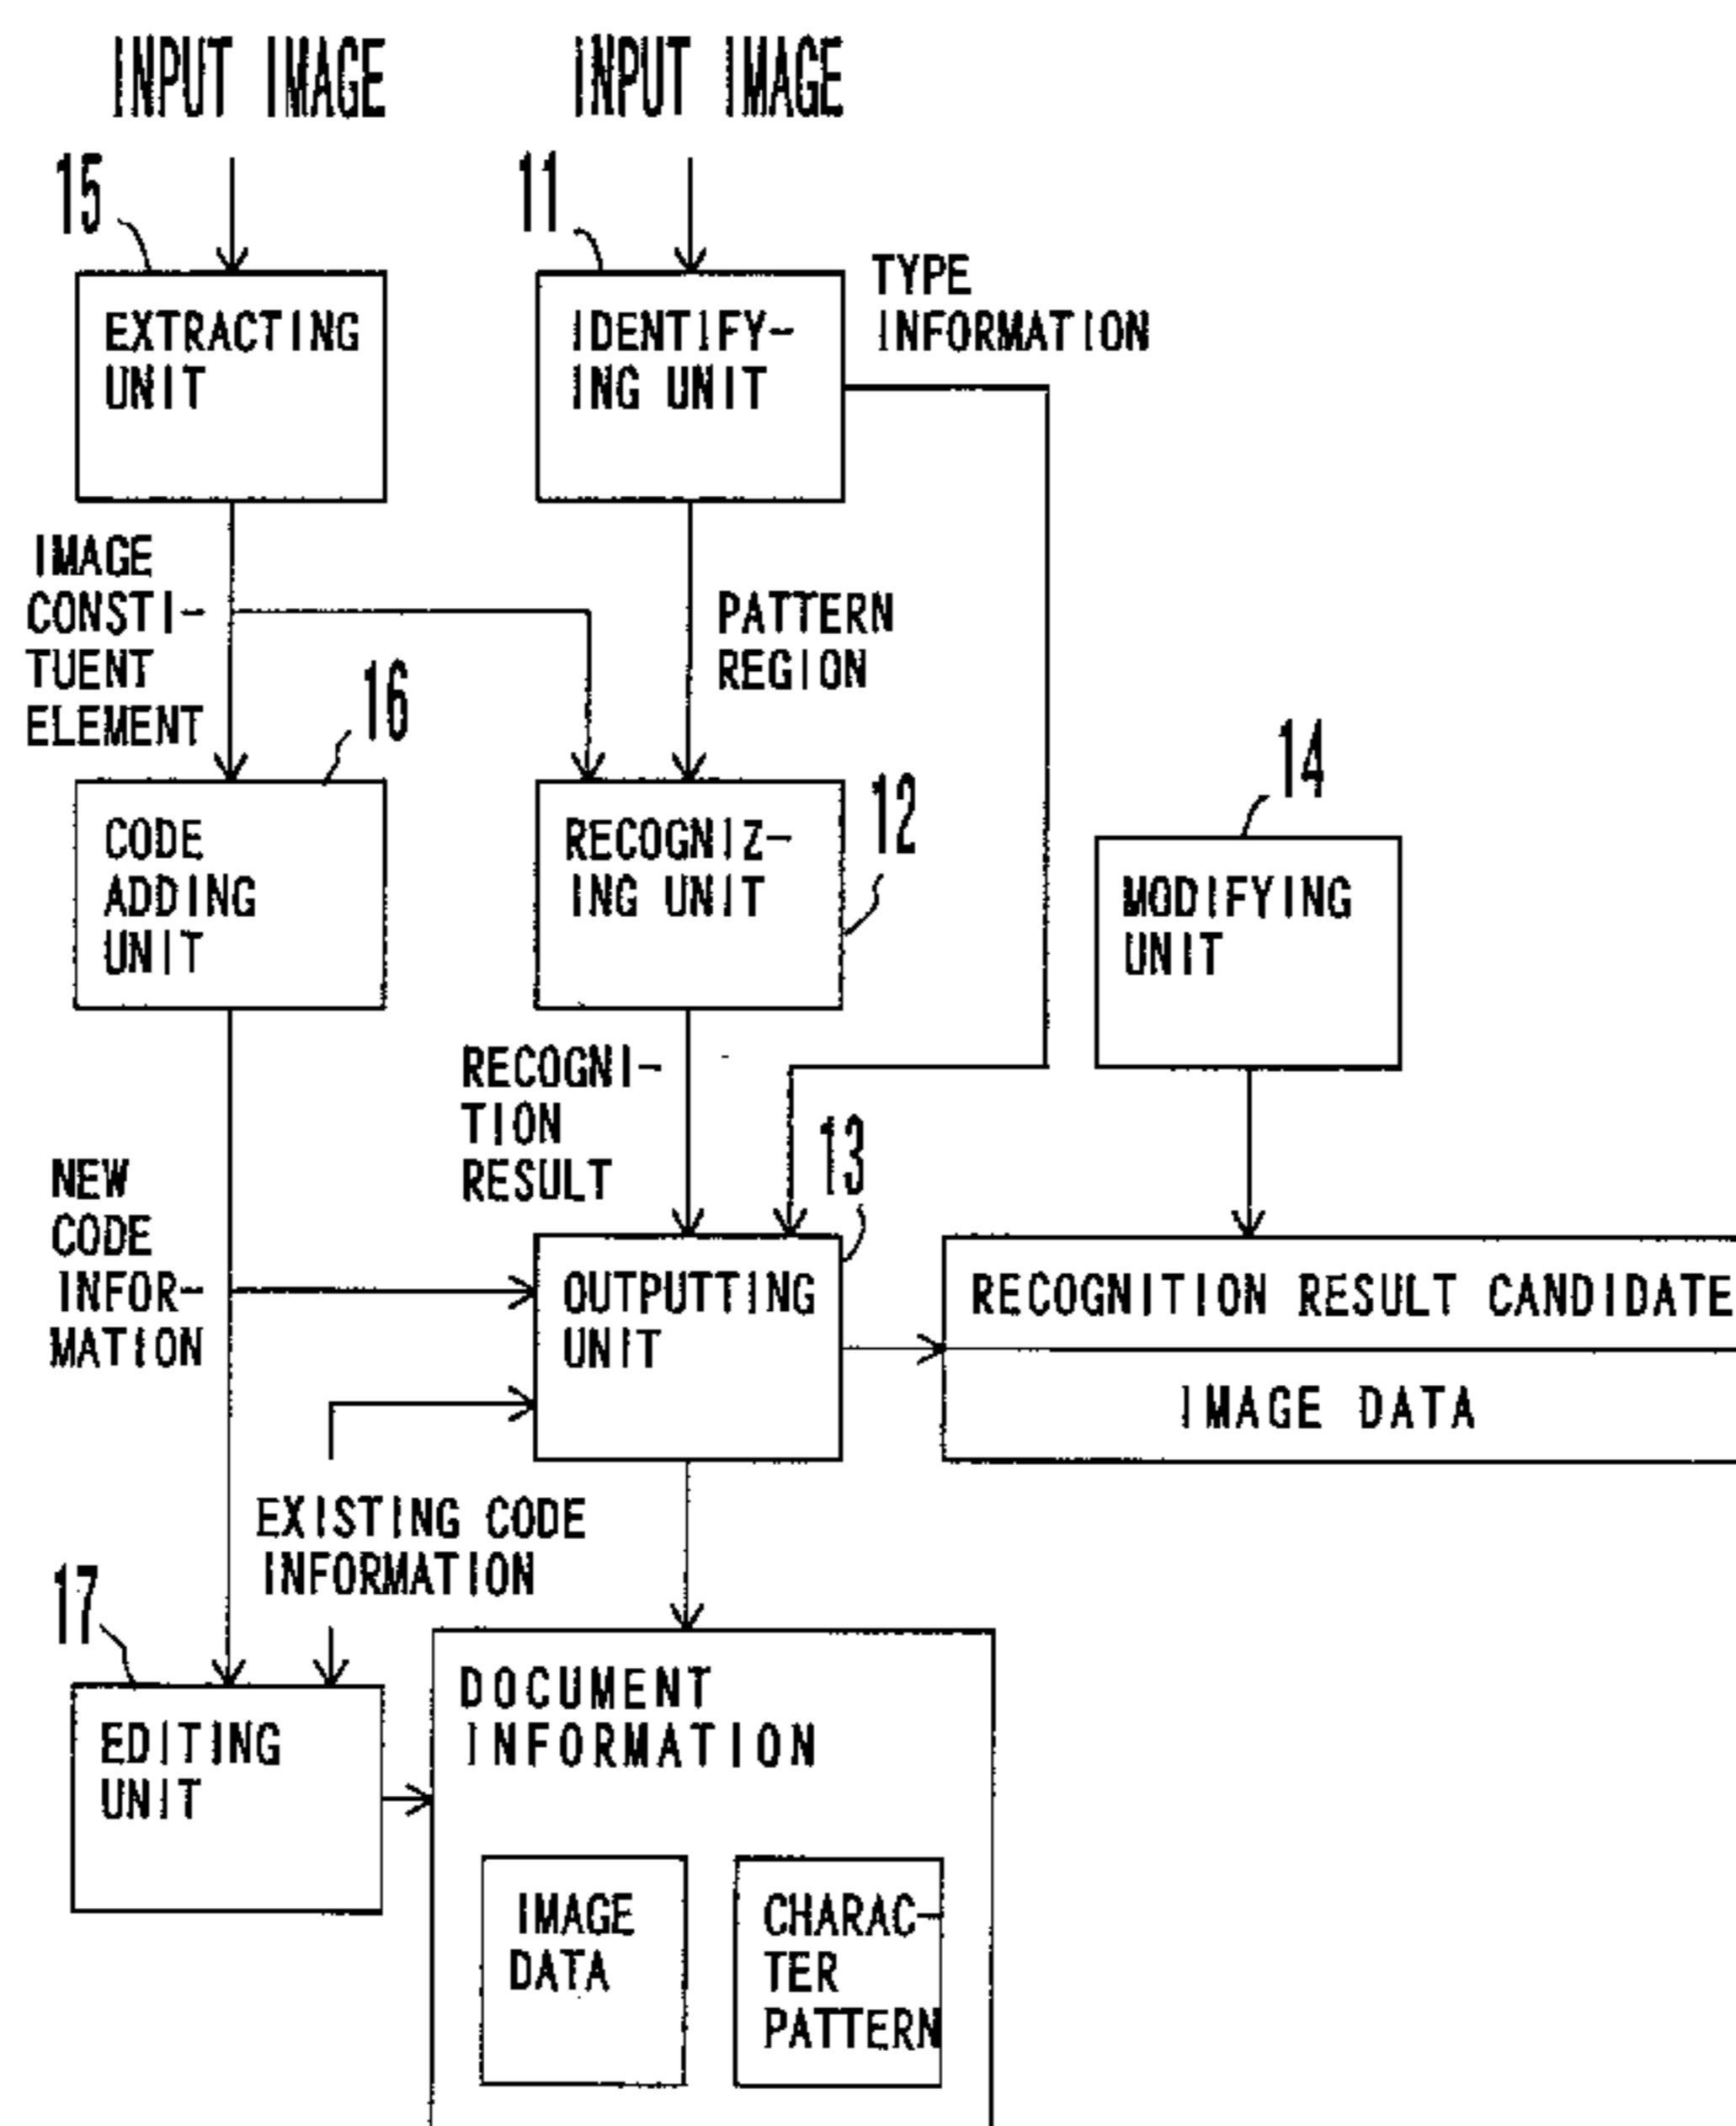 INPUT IMAGE
INPUT IMAGE
15
11
EXTRACTING
UNIT
IDENTIFY-
ING UNIT
TYPE
INFORMATION
IMAGE
CONSTI-
TUENT
ELEMENT
PATTERN
REGION
16
CODE
ADDING
UNIT
RECOGNIZ-
ING UNIT
12
14
MODIFYING
UNIT
RECOGNI-
TION
RESULT
NEW
CODE
INFOR-
MATION
13
OUTPUTTING
UNIT
RECOGNITION RESULT CANDIDATE
IMAGE DATA
EXISTING CODE
INFORMATION
17
EDITING
UNIT
DOCUMENT
INFORMATION
IMAGE
DATA
CHARAC-
TER
PATTERN